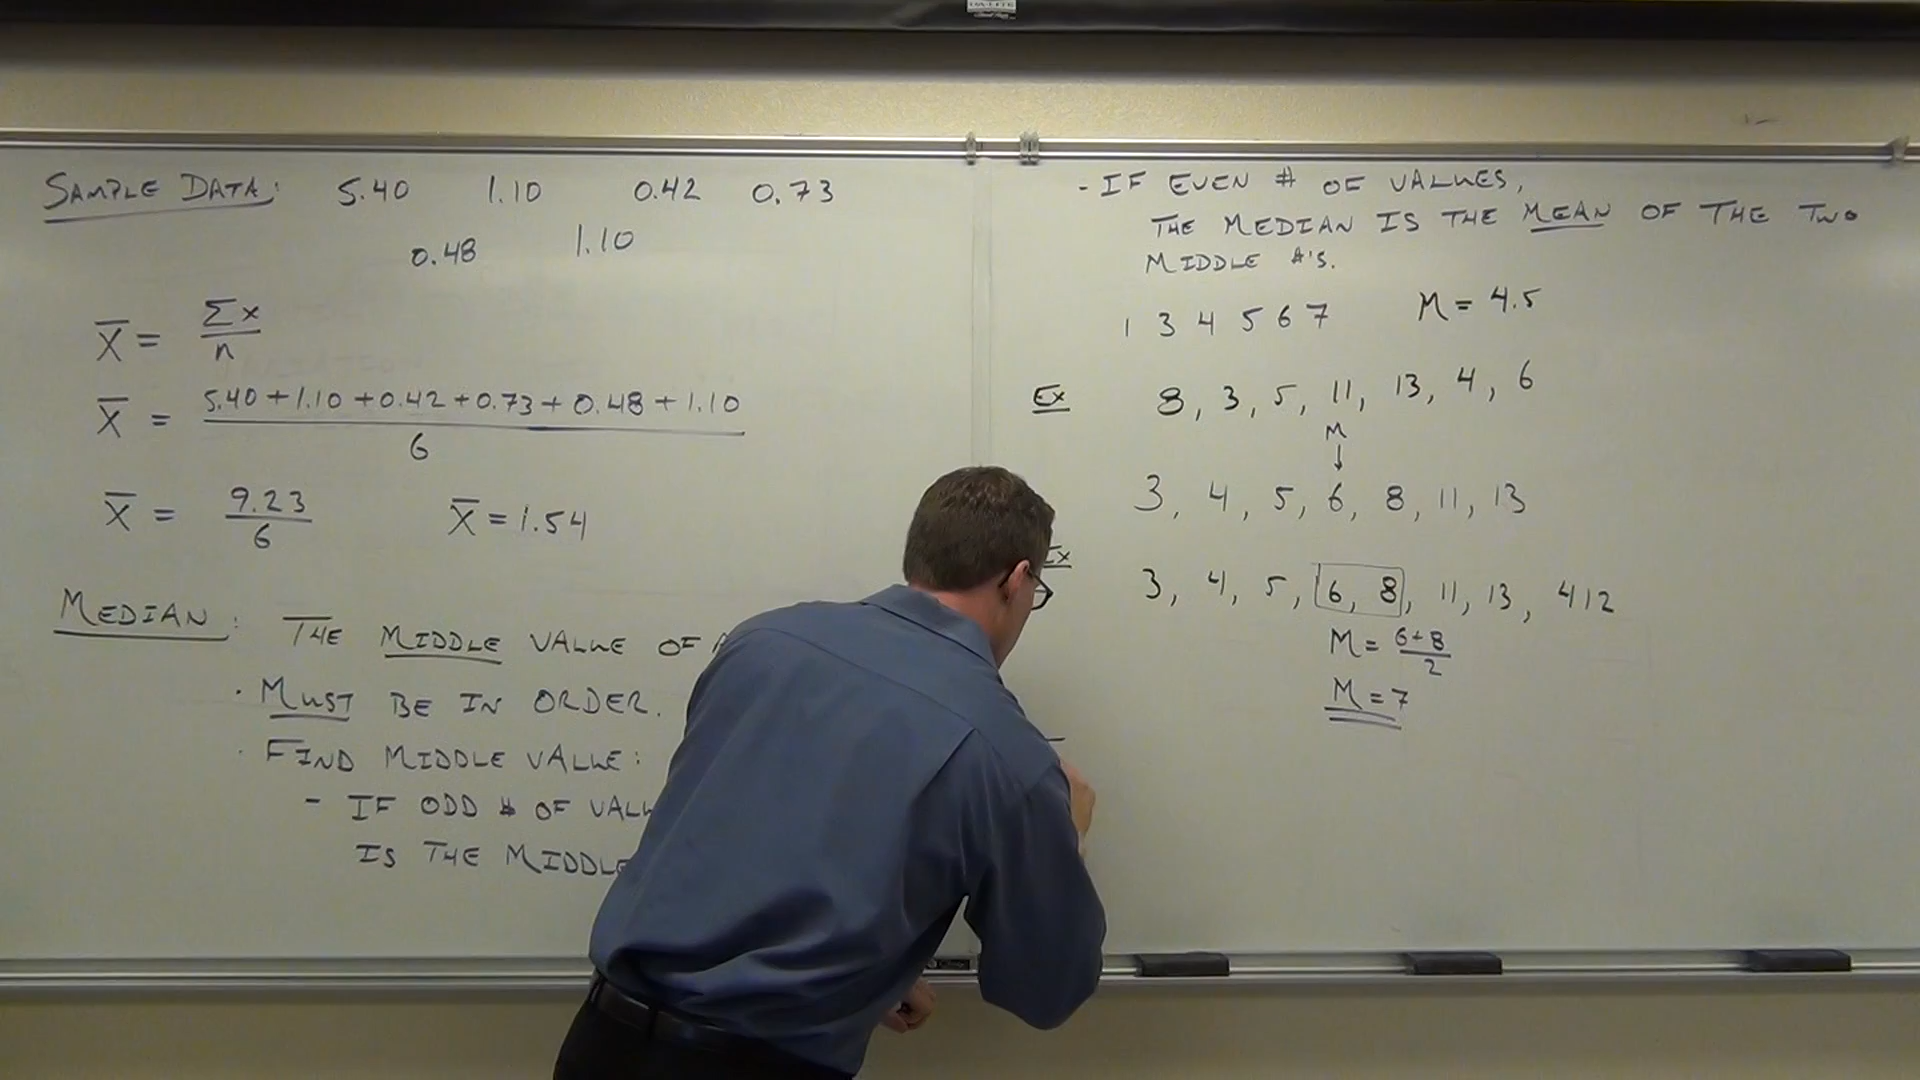 SAMPLE DATA: 5.40 1.10 0.42 0.73
0.48 1.10
X̄ = Σx / n
X̄ = 5.40 + 1.10 + 0.42 + 0.73 + 0.48 + 1.10 / 6
X̄ = 9.23 / 6 X̄ = 1.54
MEDIAN: THE MIDDLE VALUE OF
· MUST BE IN ORDER.
· FIND MIDDLE VALUE:
- IF ODD # OF VALU
IS THE MIDDLE
- IF EVEN # OF VALUES,
THE MEDIAN IS THE MEAN OF THE TWO
MIDDLE #'S.
1 3 4 5 6 7 M = 4.5
Ex 8, 3, 5, 11, 13, 4, 6
M
↓
3, 4, 5, 6, 8, 11, 13
Ex 3, 4, 5, 6, 8, 11, 13, 412
M = 6+8 / 2
M = 7